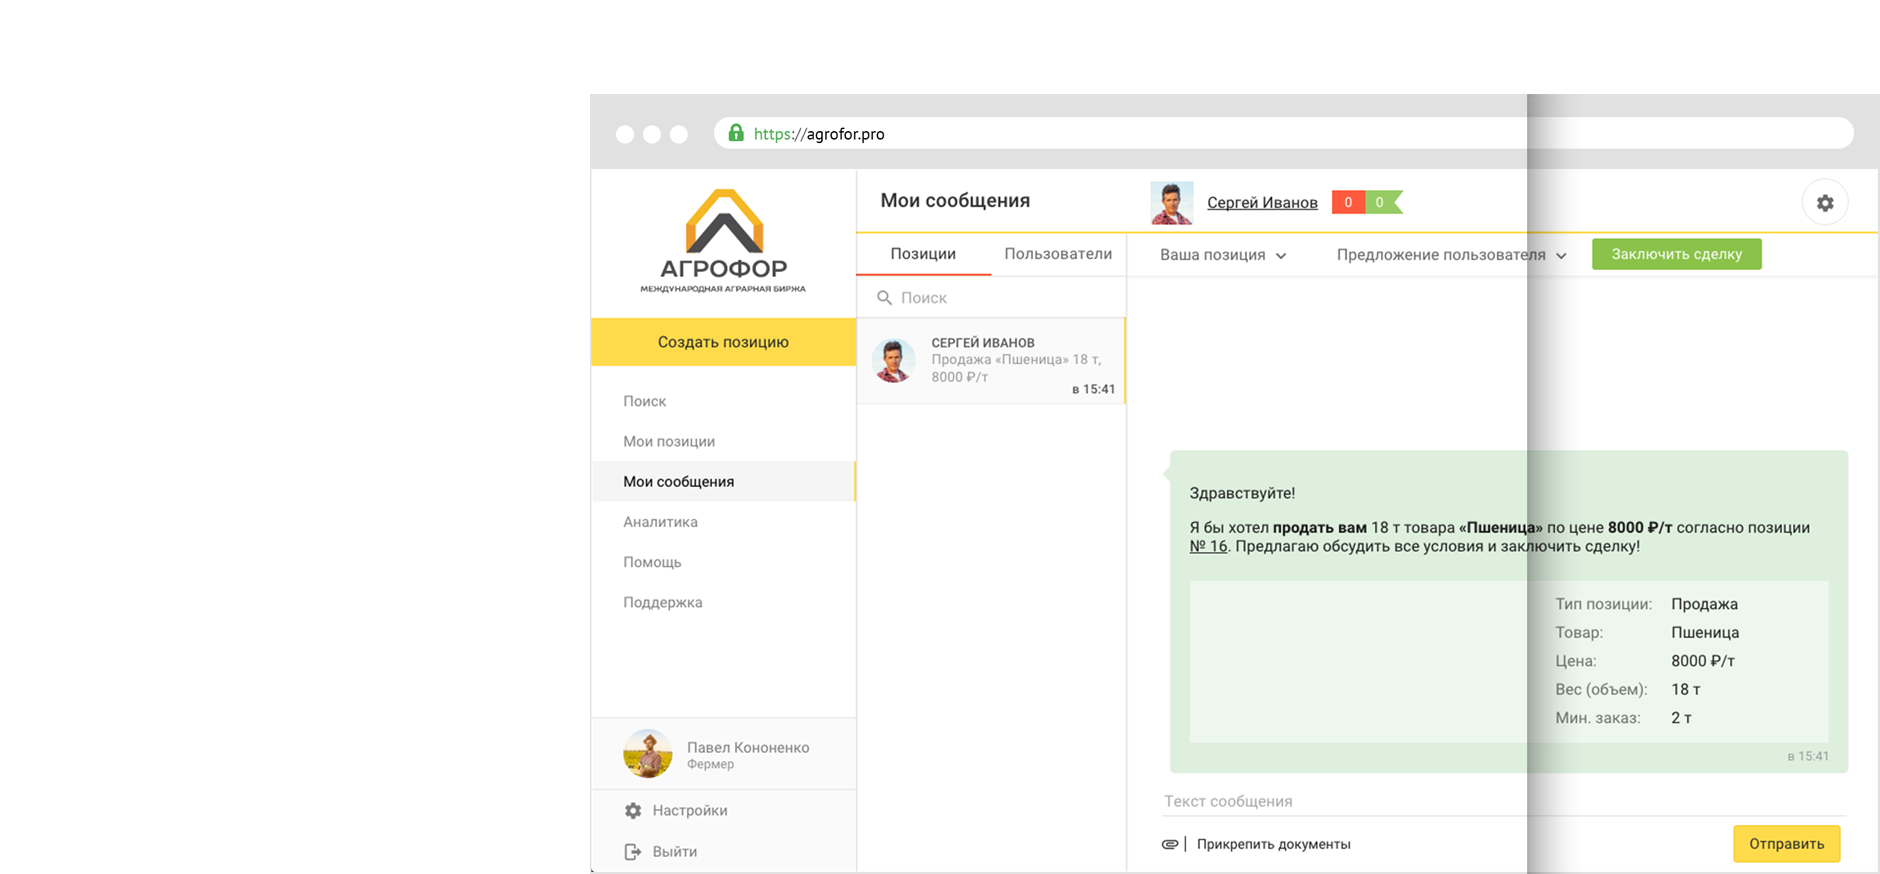 https://agrofor.pro
АГРОФОР
МЕЖДУНАРОДНАЯ АГРАРНАЯ БИРЖА
Создать позицию
Поиск
Мои позиции
Мои сообщения
Аналитика
Помощь
Поддержка
Павел Кононенко
Фермер
Настройки
Выйти
Мои сообщения
Позиции
Пользователи
Поиск
СЕРГЕЙ ИВАНОВ
Продажа «Пшеница» 18 т,
8000 ₽/т
в 15:41
Сергей Иванов
0
0
Ваша позиция
Предложение пользователя
Заключить сделку
Здравствуйте!
Я бы хотел продать вам 18 т товара «Пшеница» по цене 8000 ₽/т согласно позиции
№ 16. Предлагаю обсудить все условия и заключить сделку!
Тип позиции: Продажа
Товар: Пшеница
Цена: 8000 ₽/т
Вес (объем): 18 т
Мин. заказ: 2 т
в 15:41
Текст сообщения
Прикрепить документы
Отправить